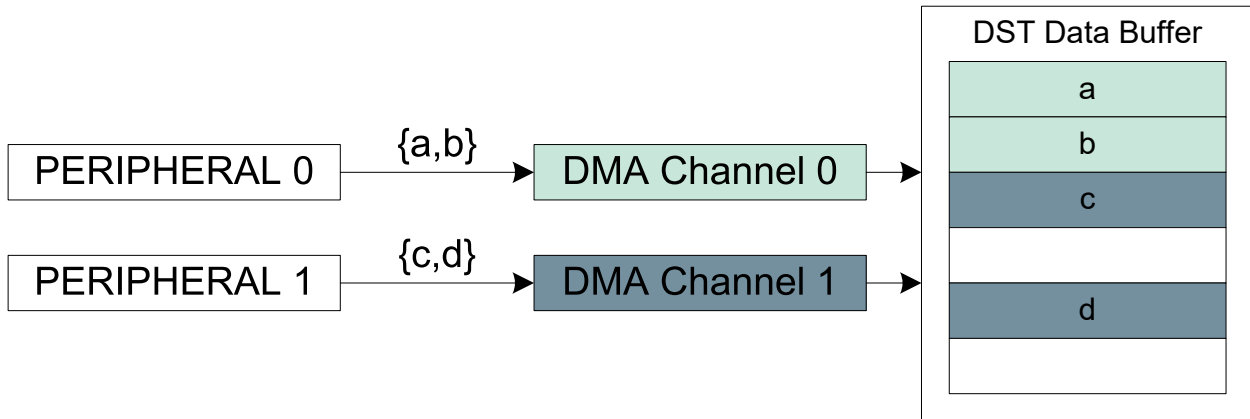 DST Data Buffer
a
b
c
d
{a,b}
PERIPHERAL 0
DMA Channel 0
{c,d}
PERIPHERAL 1
DMA Channel 1